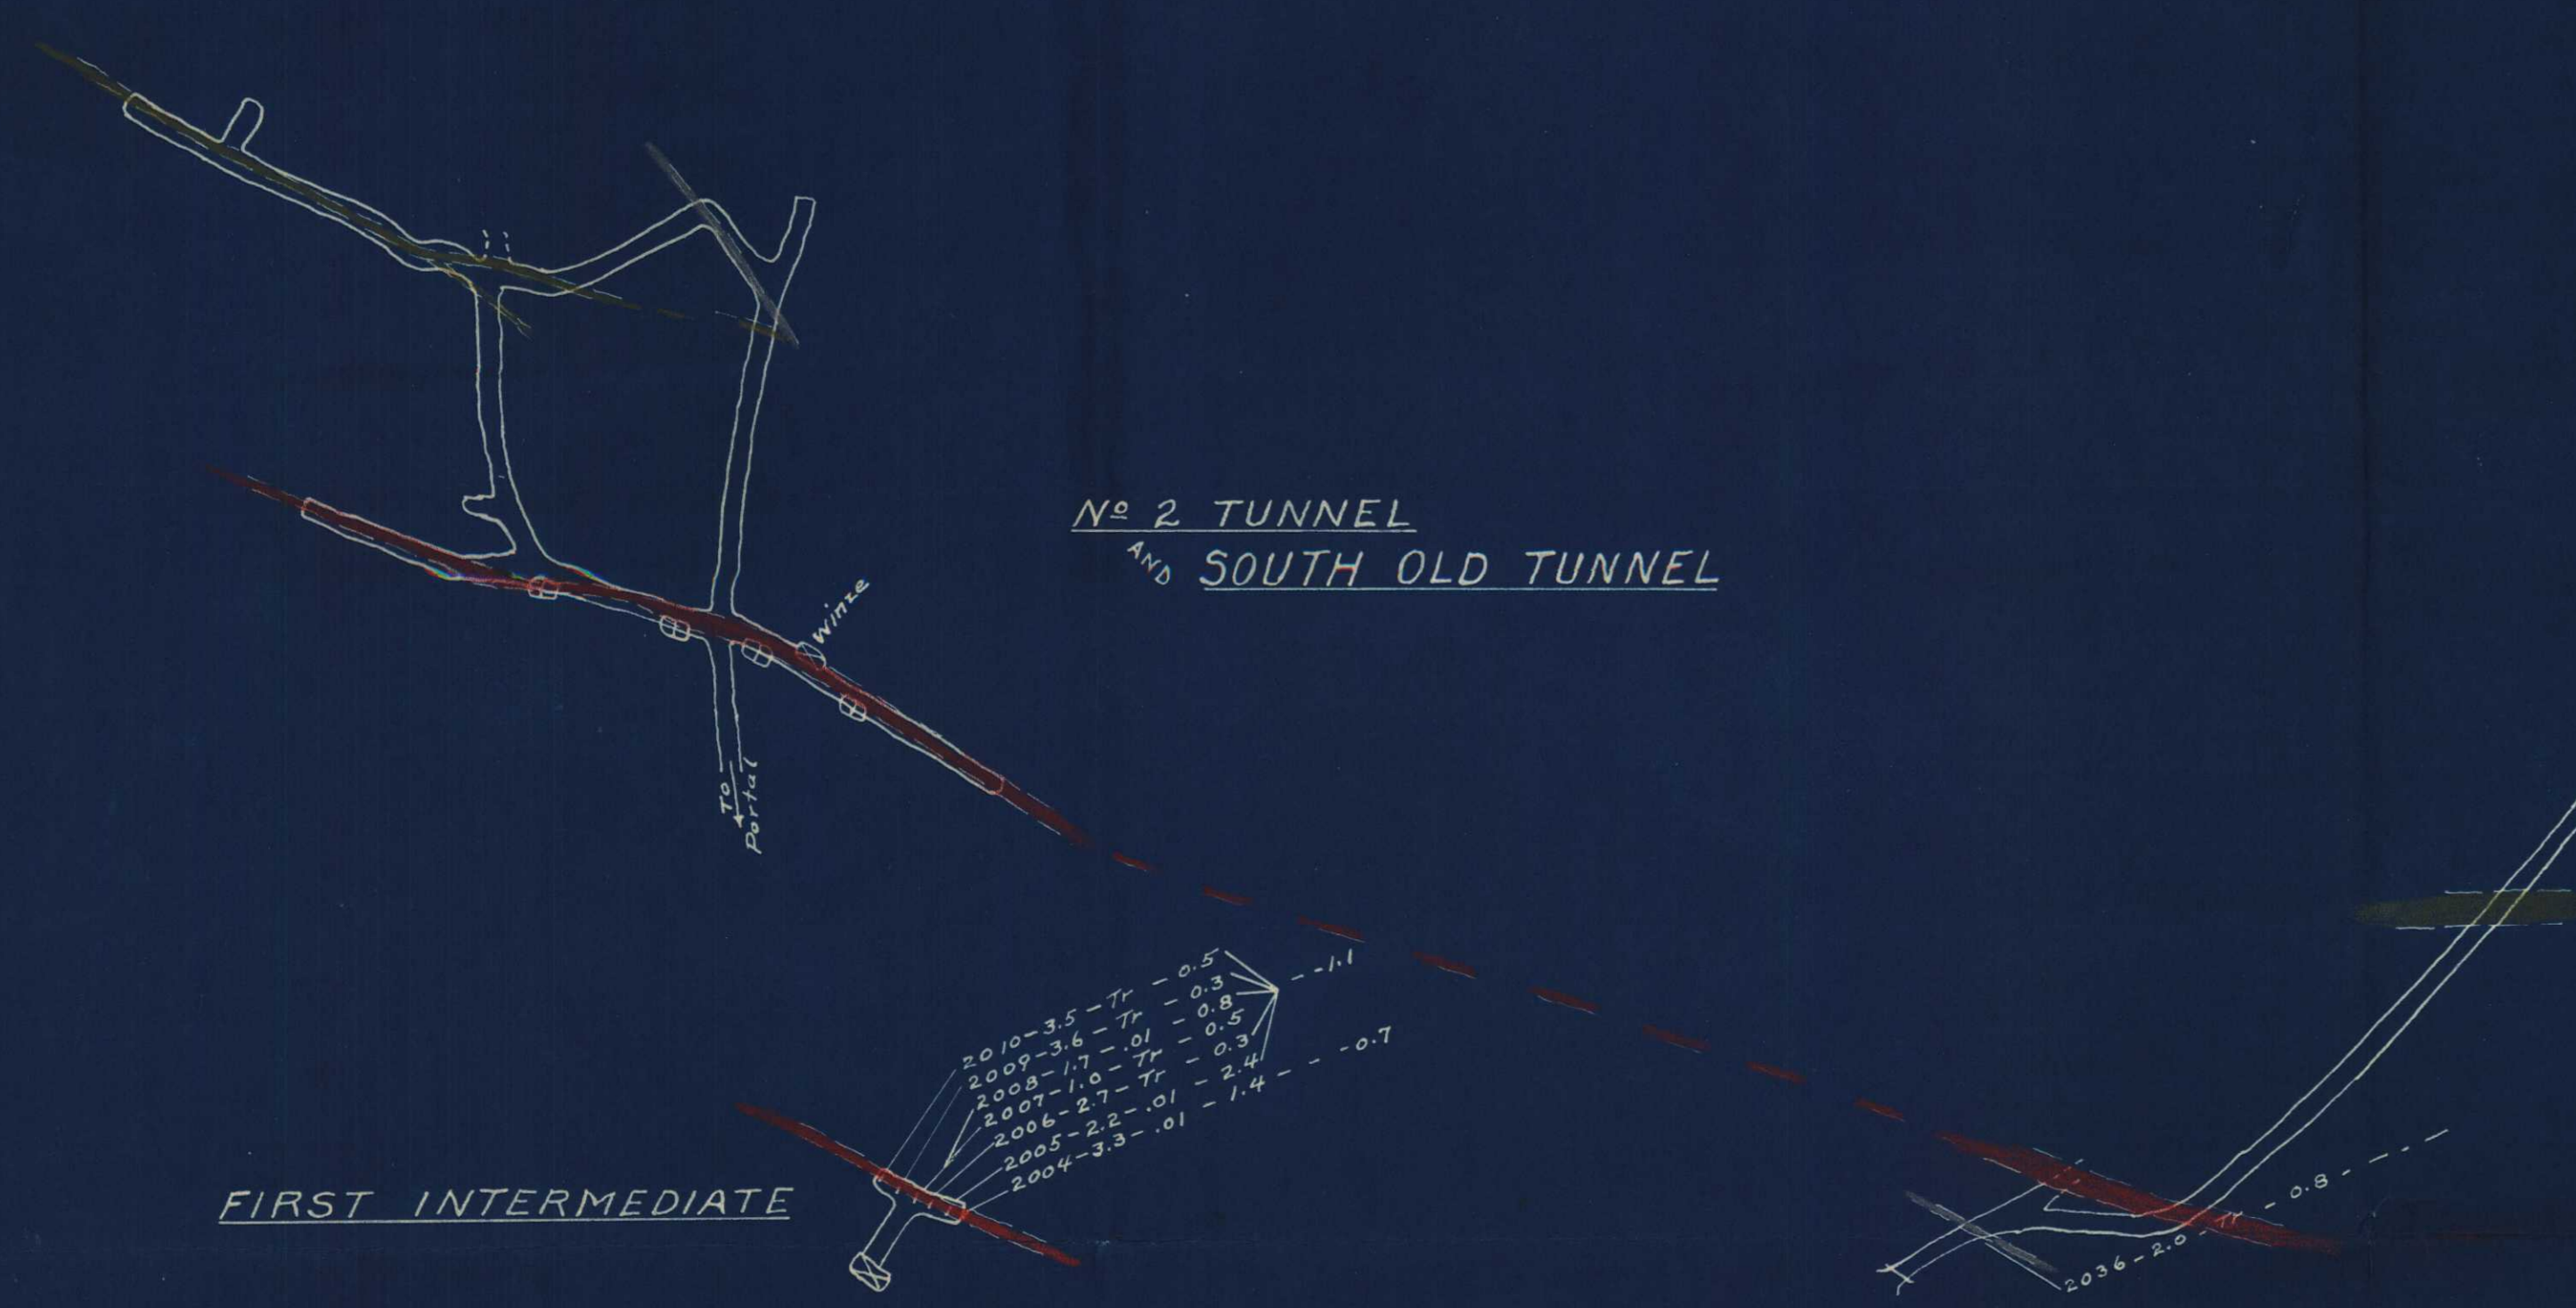 Nº 2 TUNNEL
AND SOUTH OLD TUNNEL
Winze
To
Portal
2010-3.5-Tr-0.5
2009-3.6-Tr-0.3
2008-1.7-.01-0.8
2007-1.0-Tr-0.5
2006-2.7-Tr-0.3
2005-2.2-.01-2.4
--1.1
2004-3.3-.01-1.4---0.7
FIRST INTERMEDIATE
2036-2.0-Tr-0.8----